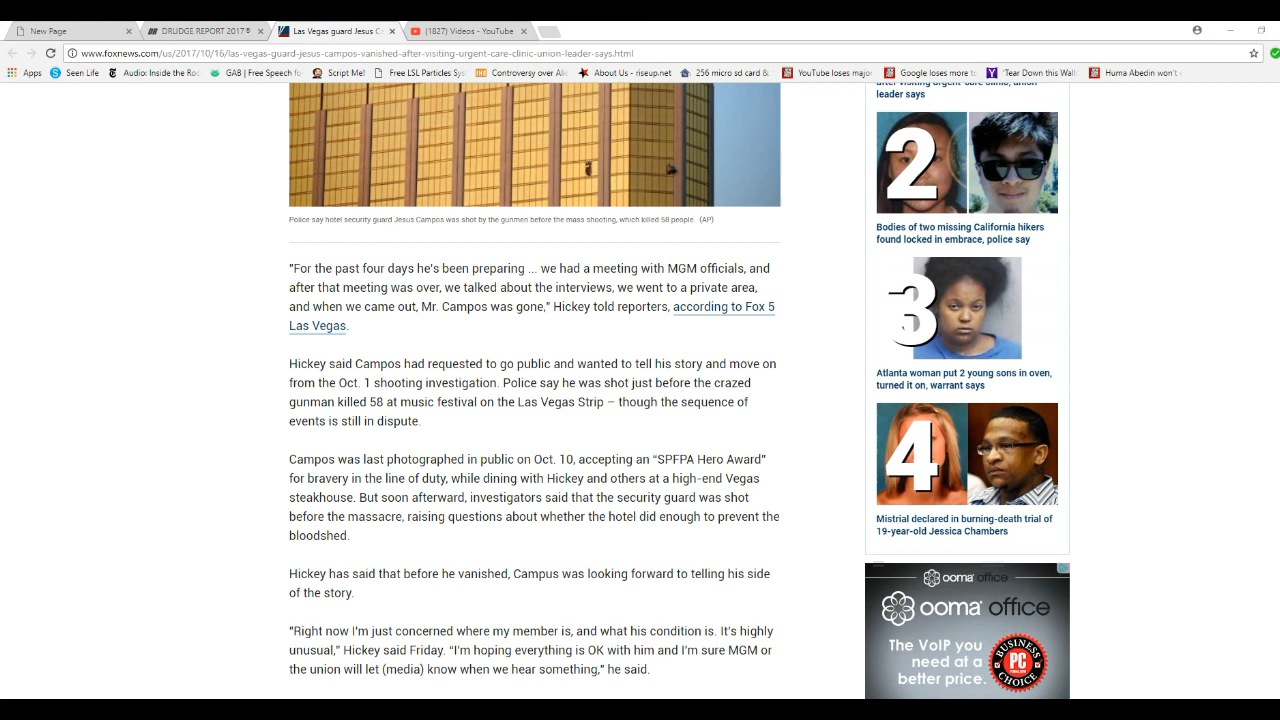 New Page
DRUDGE REPORT 2017®
Las Vegas guard Jesus C
(1827) Videos - YouTube
www.foxnews.com/us/2017/10/16/las-vegas-guard-jesus-campos-vanished-after-visiting-urgent-care-clinic-union-leader-says.html
Apps
Seen Life
Audio: Inside the Roc
GAB | Free Speech fo
Script Me!
Free LSL Particles Sys
Controversy over Ale
About Us - riseup.net
256 micro sd card &
YouTube loses major
Google loses more t
'Tear Down this Wall
Huma Abedin won't
Police say hotel security guard Jesus Campos was shot by the gunmen before the mass shooting, which killed 58 people. (AP)
"For the past four days he's been preparing ... we had a meeting with MGM officials, and
after that meeting was over, we talked about the interviews, we went to a private area,
and when we came out, Mr. Campos was gone," Hickey told reporters, according to Fox 5
Las Vegas.
Hickey said Campos had requested to go public and wanted to tell his story and move on
from the Oct. 1 shooting investigation. Police say he was shot just before the crazed
gunman killed 58 at music festival on the Las Vegas Strip – though the sequence of
events is still in dispute.
Campos was last photographed in public on Oct. 10, accepting an “SPFPA Hero Award”
for bravery in the line of duty, while dining with Hickey and others at a high-end Vegas
steakhouse. But soon afterward, investigators said that the security guard was shot
before the massacre, raising questions about whether the hotel did enough to prevent the
bloodshed.
Hickey has said that before he vanished, Campus was looking forward to telling his side
of the story.
"Right now I'm just concerned where my member is, and what his condition is. It's highly
unusual,” Hickey said Friday. “I'm hoping everything is OK with him and I'm sure MGM or
the union will let (media) know when we hear something,” he said.
after visiting urgent-care clinic, union
leader says
2
Bodies of two missing California hikers
found locked in embrace, police say
3
Atlanta woman put 2 young sons in oven,
turned it on, warrant says
4
Mistrial declared in burning-death trial of
19-year-old Jessica Chambers
ooma office
ooma office
The VoIP you
need at a
better price.
BUSINESS
PC
CHOICE